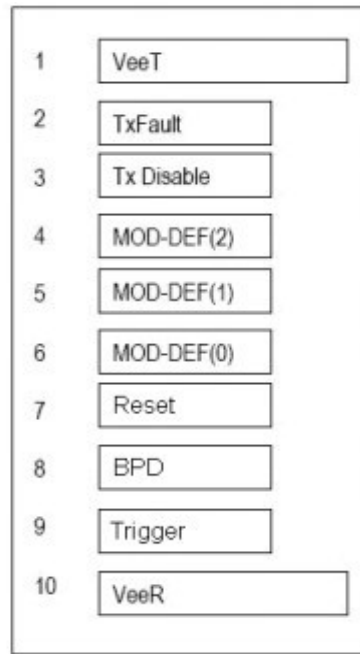 1 VeeT
2 TxFault
3 Tx Disable
4 MOD-DEF(2)
5 MOD-DEF(1)
6 MOD-DEF(0)
7 Reset
8 BPD
9 Trigger
10 VeeR